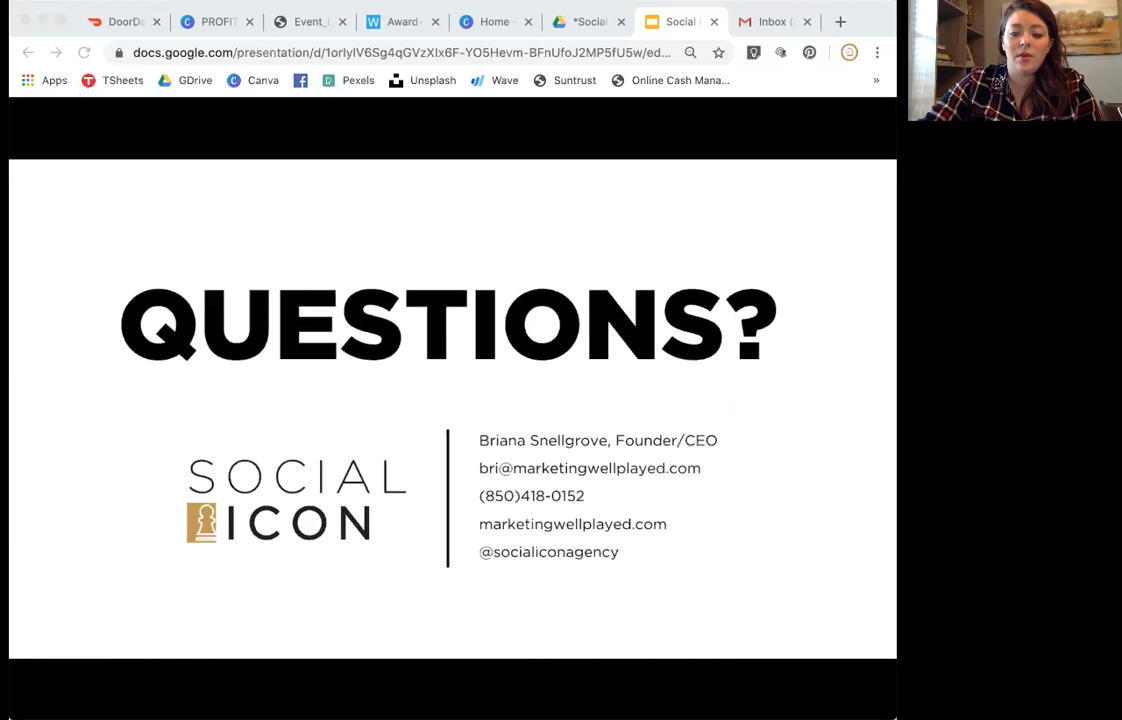 DoorDa
PROFIT
Event_
Award-
Home -
*Social
Social
Inbox (
docs.google.com/presentation/d/1orIyIV6Sg4qGVzXIx6F-YO5Hevm-BFnUfoJ2MP5fU5w/ed...
Apps
TSheets
GDrive
Canva
Pexels
Unsplash
Wave
Suntrust
Online Cash Mana...
»
QUESTIONS?
SOCIAL
ICON
Briana Snellgrove, Founder/CEO
bri@marketingwellplayed.com
(850)418-0152
marketingwellplayed.com
@socialiconagency